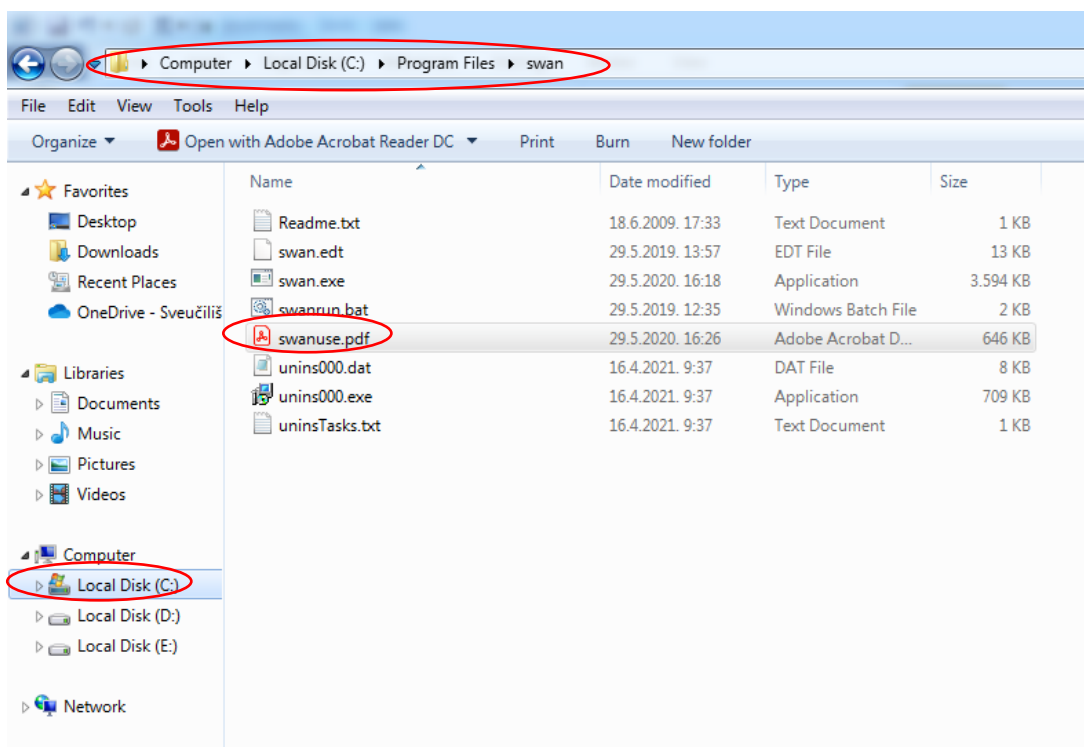 Computer Local Disk (C:) Program Files swan
File Edit View Tools Help
Organize Open with Adobe Acrobat Reader DC Print Burn New folder
Name Date modified Type Size
Favorites
Desktop
Downloads
Recent Places
OneDrive - Sveučiliš
Libraries
Documents
Music
Pictures
Videos
Computer
Local Disk (C:)
Local Disk (D:)
Local Disk (E:)
Network
Readme.txt 18.6.2009. 17:33 Text Document 1 KB
swan.edt 29.5.2019. 13:57 EDT File 13 KB
swan.exe 29.5.2020. 16:18 Application 3.594 KB
swanrun.bat 29.5.2019. 12:35 Windows Batch File 2 KB
swanuse.pdf 29.5.2020. 16:26 Adobe Acrobat D... 646 KB
unins000.dat 16.4.2021. 9:37 DAT File 8 KB
unins000.exe 16.4.2021. 9:37 Application 709 KB
uninsTasks.txt 16.4.2021. 9:37 Text Document 1 KB